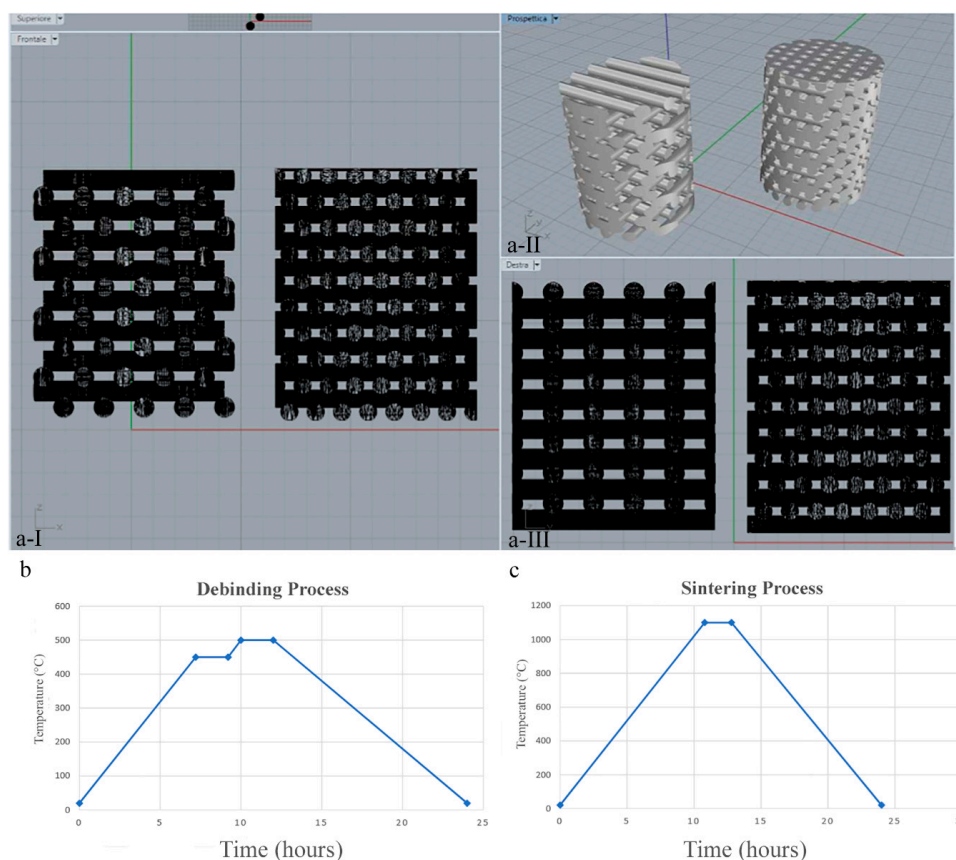 Superiore
Frontale
Prospettica
a-II
Destra
a-I
a-III
z
x
z
y
x
b
Debinding Process
600
500
400
300
200
100
0
0
5
10
15
20
25
Temperature (°C)
Time (hours)
c
Sintering Process
1200
1000
800
600
400
200
0
0
5
10
15
20
25
Temperature (°C)
Time (hours)